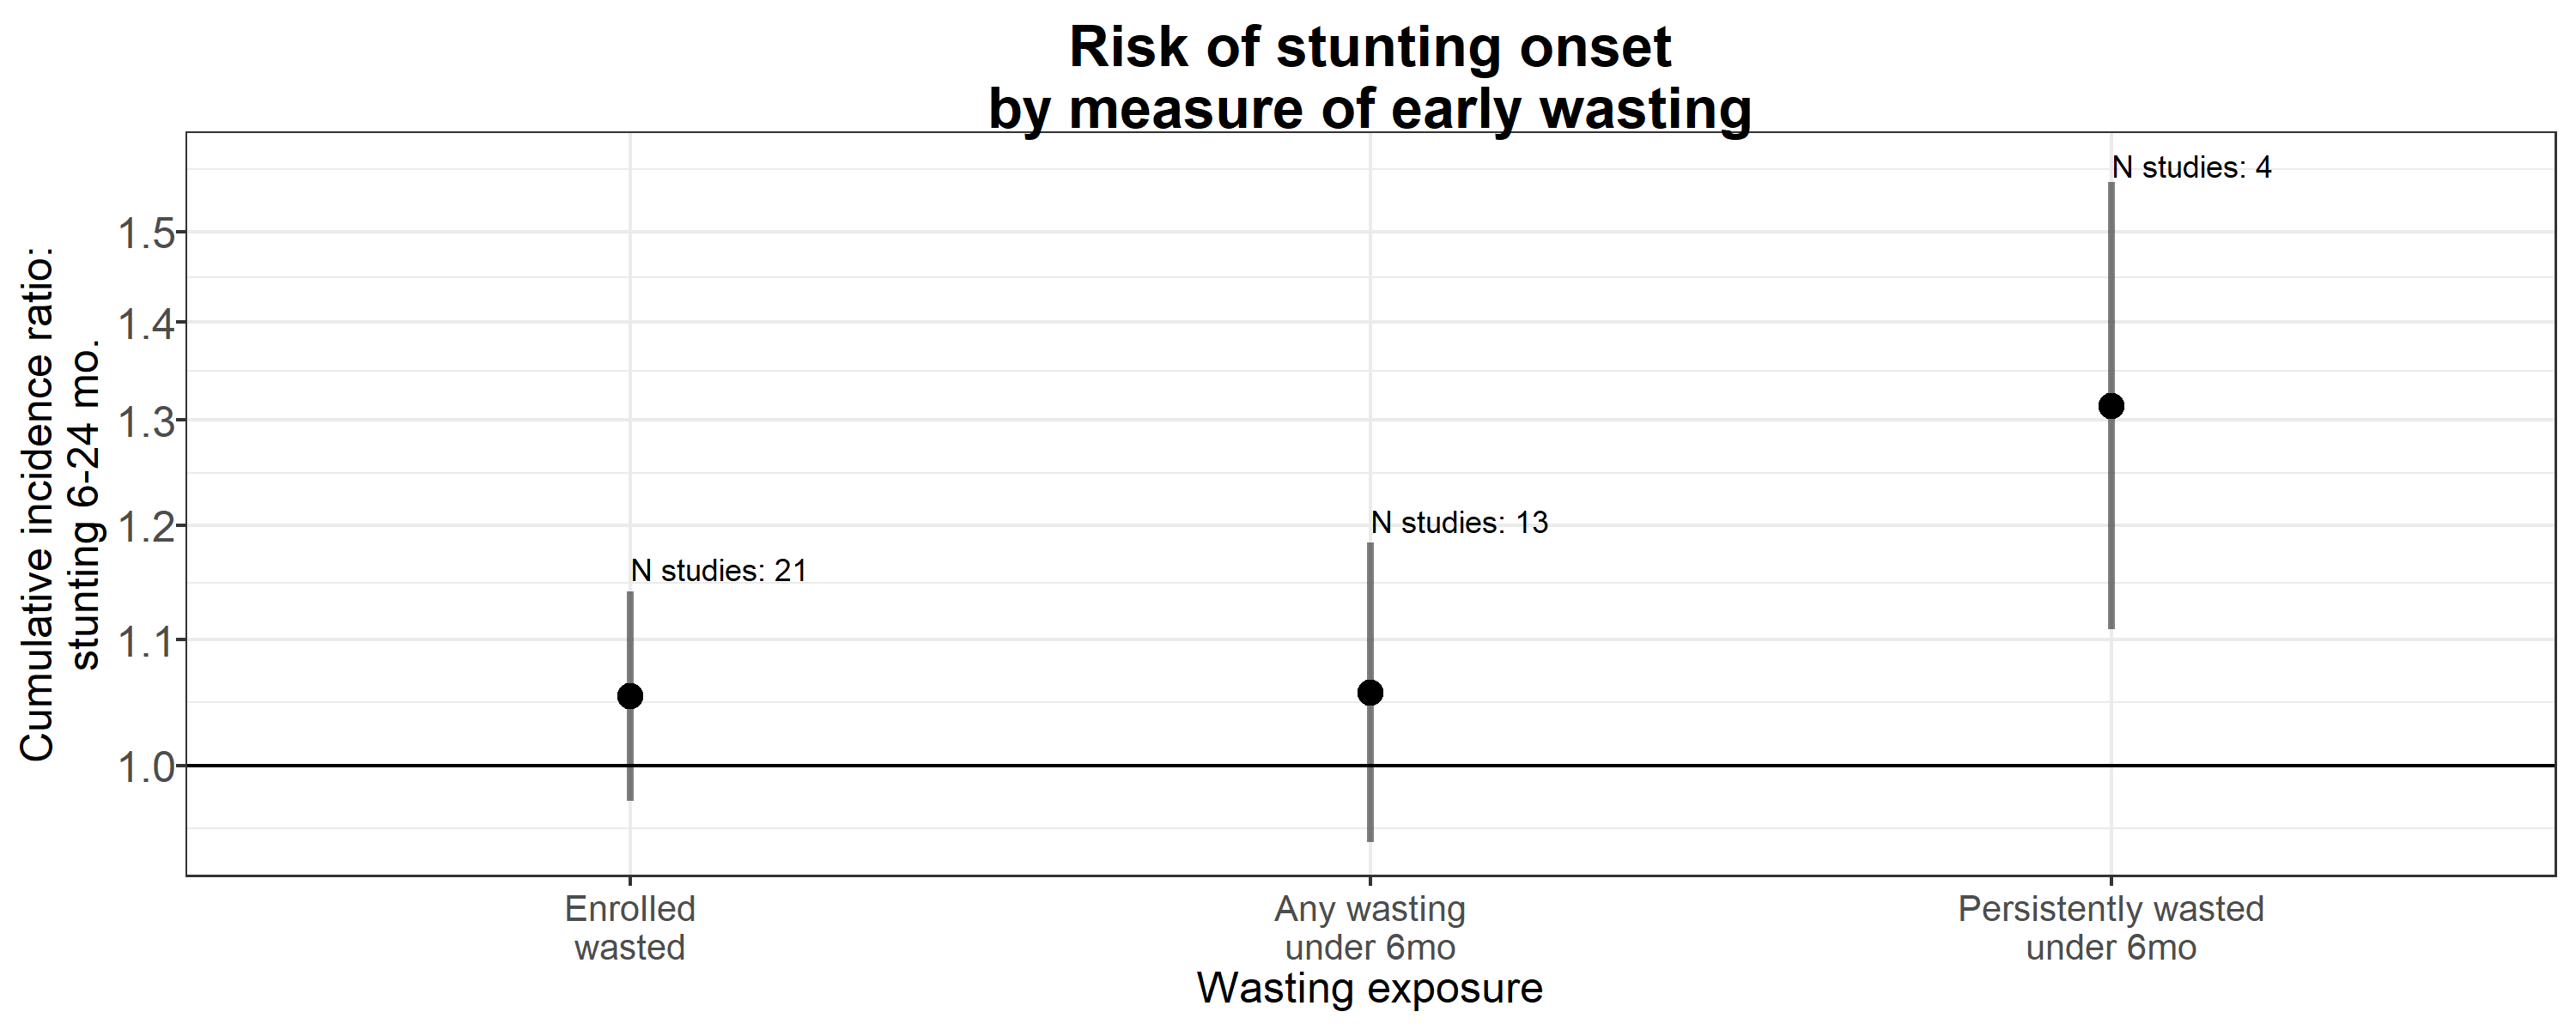 Risk of stunting onset
by measure of early wasting
Cumulative incidence ratio:
stunting 6-24 mo.
1.5
1.4
1.3
1.2
1.1
1.0
N studies: 21
N studies: 13
N studies: 4
Enrolled
wasted
Any wasting
under 6mo
Persistently wasted
under 6mo
Wasting exposure